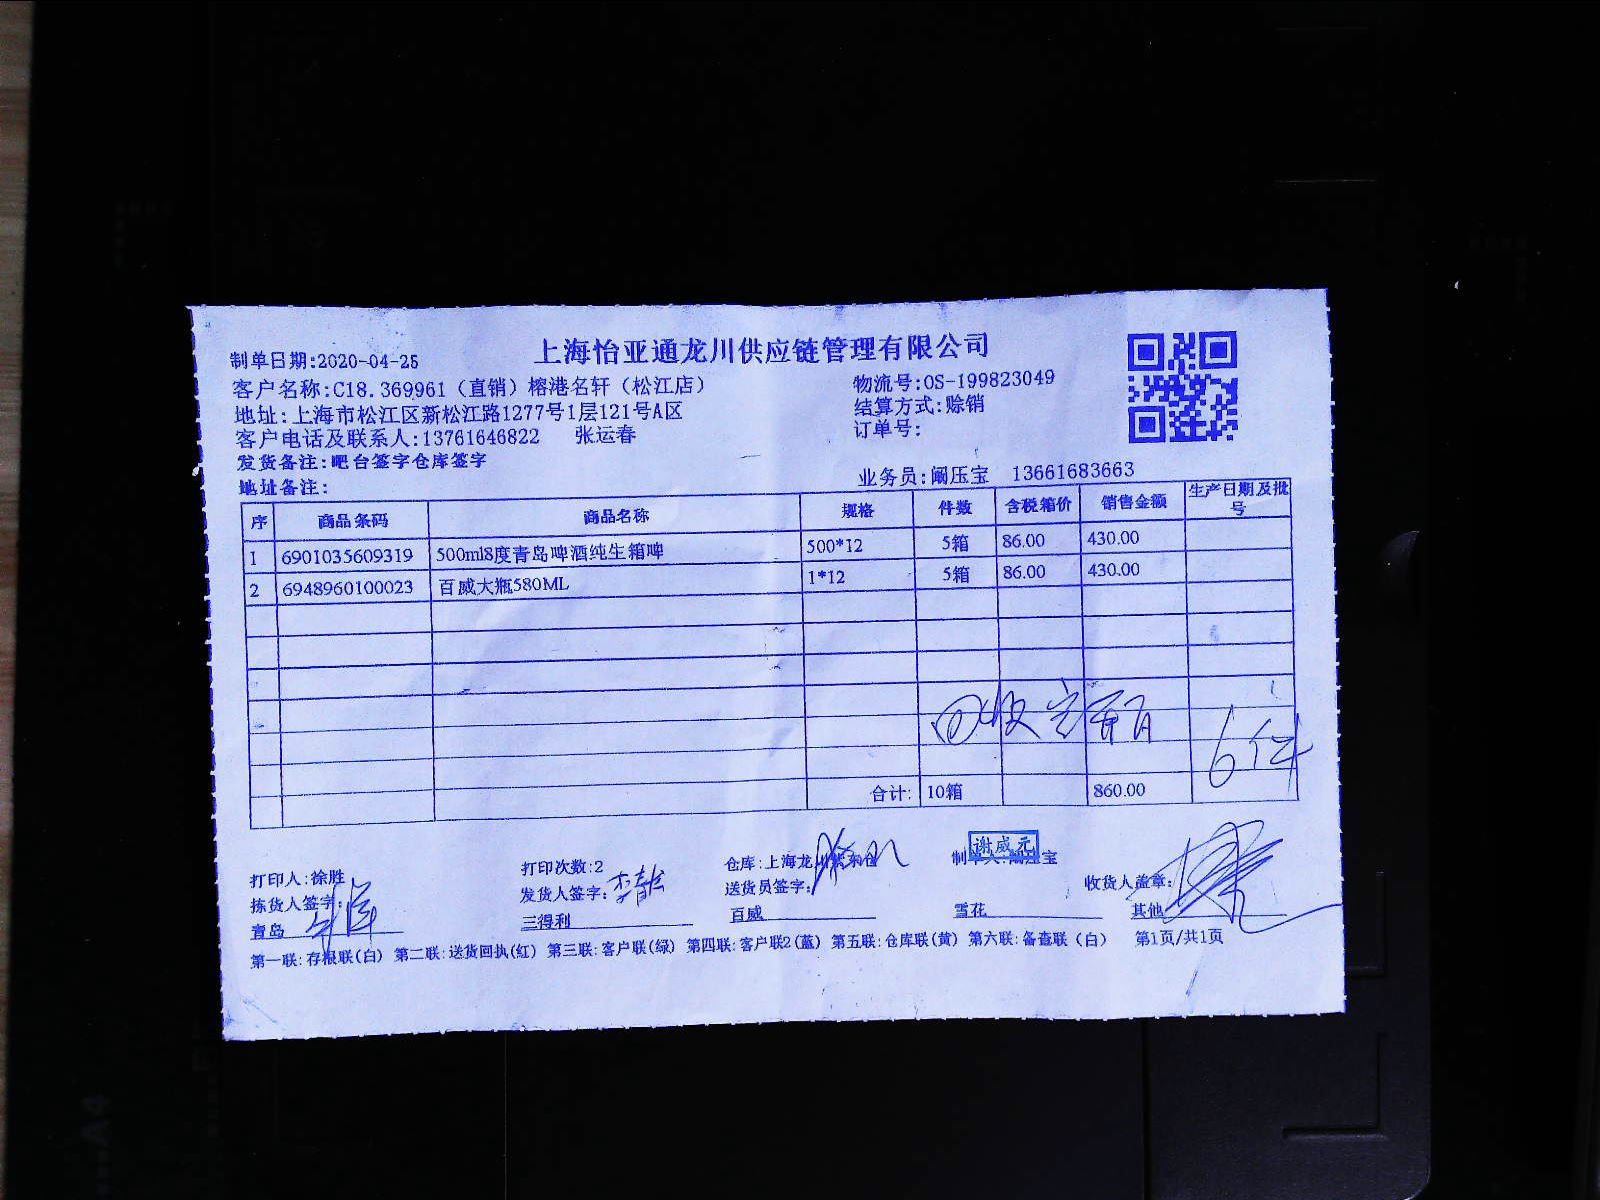 上海怡亚通龙川供应链管理有限公司
制单日期:2020-04-25
客户名称:C18.369961（直销）榕港名轩（松江店）
物流号:OS-199823049
地址:上海市松江区新松江路1277号1层121号A区
结算方式:赊销
客户电话及联系人:13761646822 张运春
订单号:
发货备注:吧台签字仓库签字
地址备注:
业务员:阚压宝 13661683663
序 商品条码 商品名称 规格 件数 含税箱价 销售金额 生产日期及批号
1 6901035609319 500ml8度青岛啤酒纯生箱啤 500*12 5箱 86.00 430.00
2 6948960100023 百威大瓶580ML 1*12 5箱 86.00 430.00
回收空瓶 6件
合计: 10箱 860.00
打印人:徐胜 打印次数:2 仓库:上海龙川 谢威元
拣货人签字: 发货人签字: 送货员签字: 收货人盖章:
青岛 三得利 百威 雪花 其他
第一联:存根联(白) 第二联:送货回执(红) 第三联:客户联(绿) 第四联:客户联2(蓝) 第五联:仓库联(黄) 第六联:备查联(白) 第1页/共1页